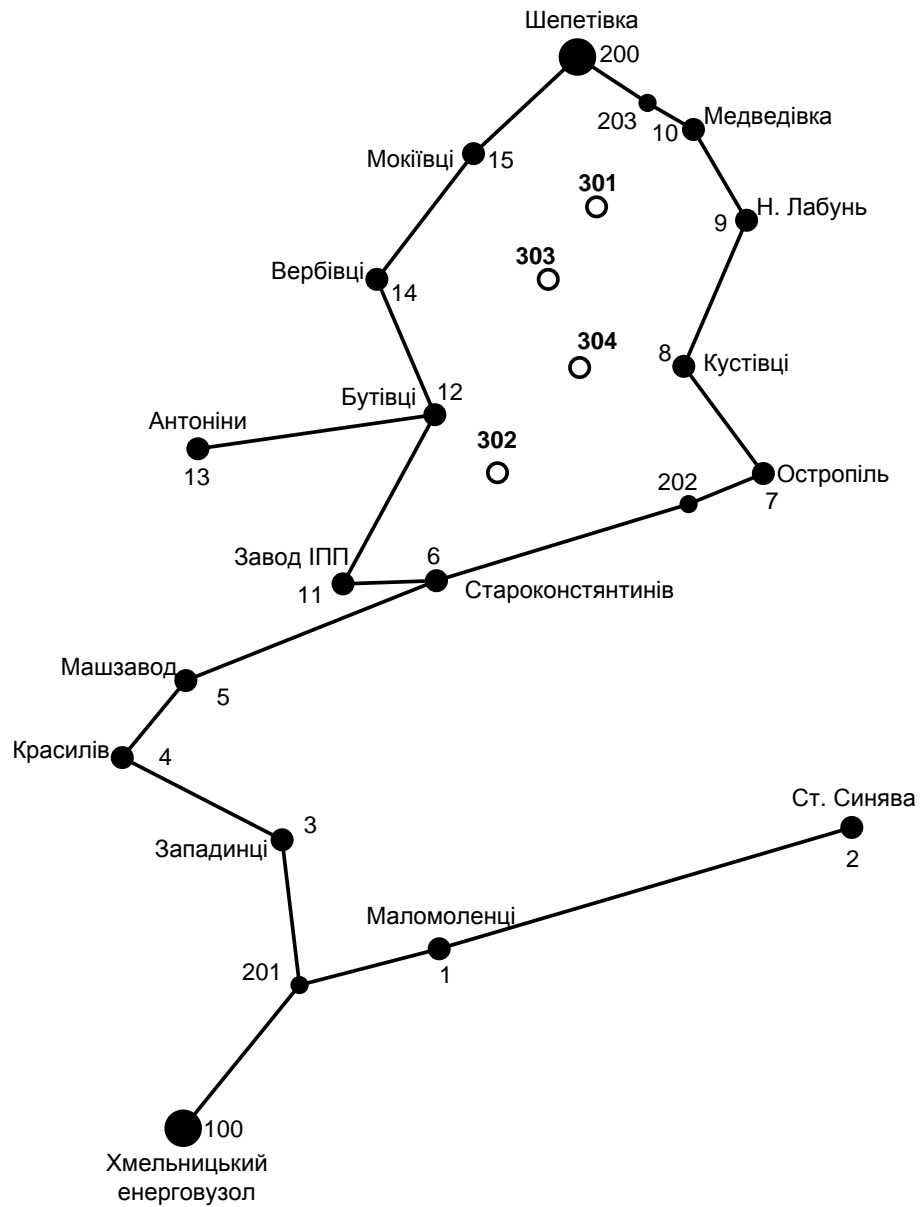 Шепетівка
200
203
10
Медведівка
Мокіївці
15
301
Н. Лабунь
9
303
Вербівці
14
304
8
Кустівці
12
Бутівці
Антоніни
13
302
202
Остропіль
7
Завод ІПП
6
11
Староконстянтинів
Машзавод
5
Красилів
4
3
Западинці
Ст. Синява
2
Маломоленці
201
1
100
Хмельницький
енерговузол